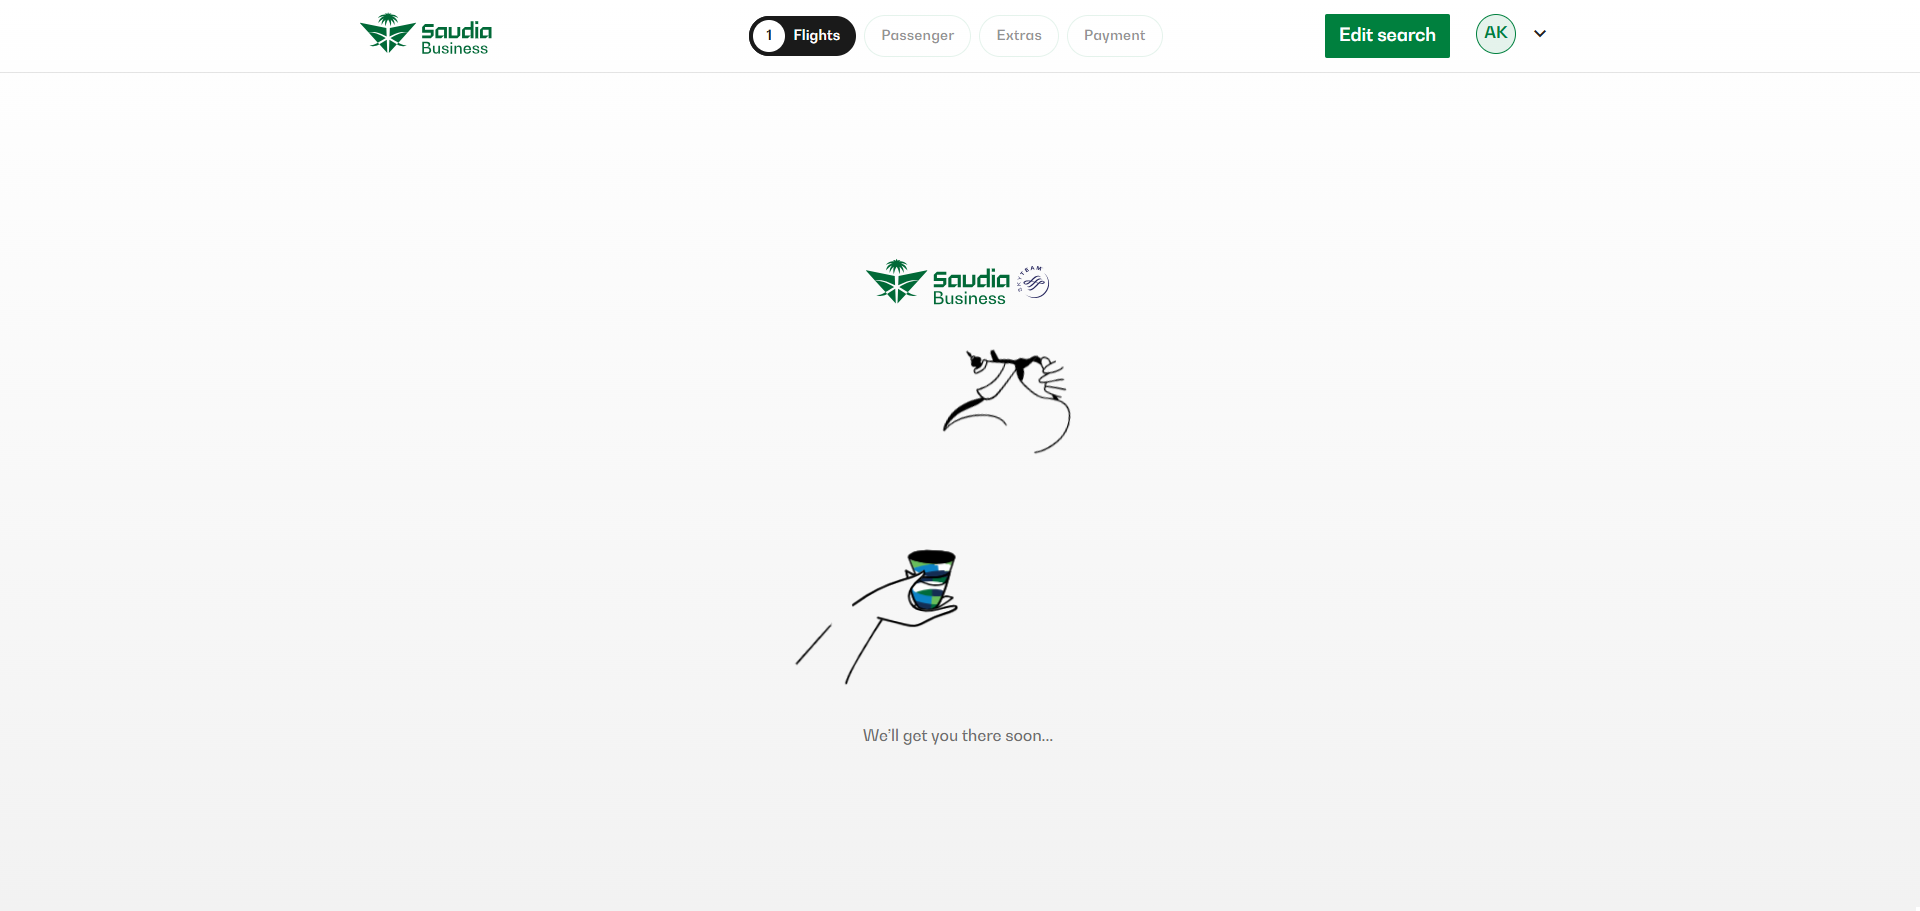 Saudia
Business
1 Flights
Passenger
Extras
Payment
Edit search
AK
Saudia
Business
SKYTEAM
We'll get you there soon...